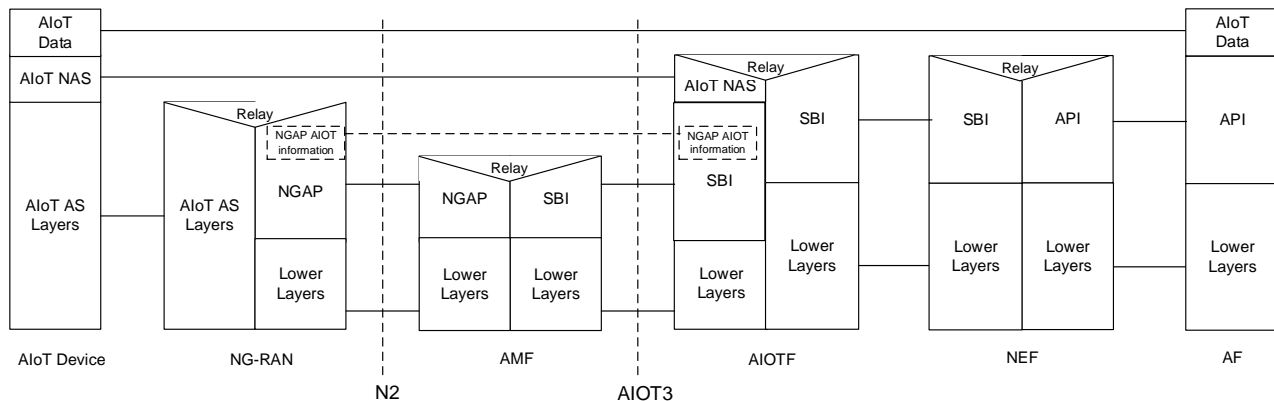 AIoT
Data
AIoT
Data
AIoT NAS
Relay
AIoT NAS
Relay
Relay
NGAP AIOT
information
NGAP AIOT
information
SBI
SBI
API
API
Relay
AIoT AS
Layers
AIoT AS
Layers
NGAP
NGAP
SBI
SBI
Lower
Layers
Lower
Layers
Lower
Layers
Lower
Layers
Lower
Layers
Lower
Layers
Lower
Layers
Lower
Layers
AIoT Device
NG-RAN
AMF
AIOTF
NEF
AF
N2
AIOT3